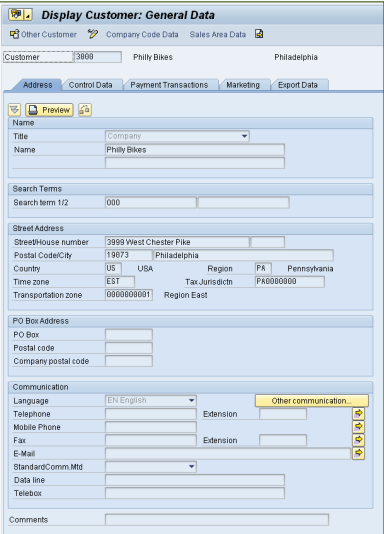 Display Customer: General Data
Other Customer Company Code Data Sales Area Data
Customer 3000 Philly Bikes Philadelphia
Address Control Data Payment Transactions Marketing Export Data
Preview
Name
Title Company
Name Philly Bikes
Search Terms
Search term 1/2 000
Street Address
Street/House number 3999 West Chester Pike
Postal Code/City 19073 Philadelphia
Country US USA Region PA Pennsylvania
Time zone EST Tax Jurisdictn PA0000000
Transportation zone 0000000001 Region East
PO Box Address
PO Box
Postal code
Company postal code
Communication
Language EN English Other communication...
Telephone Extension
Mobile Phone
Fax Extension
E-Mail
StandardComm.Mtd
Data line
Telebox
Comments